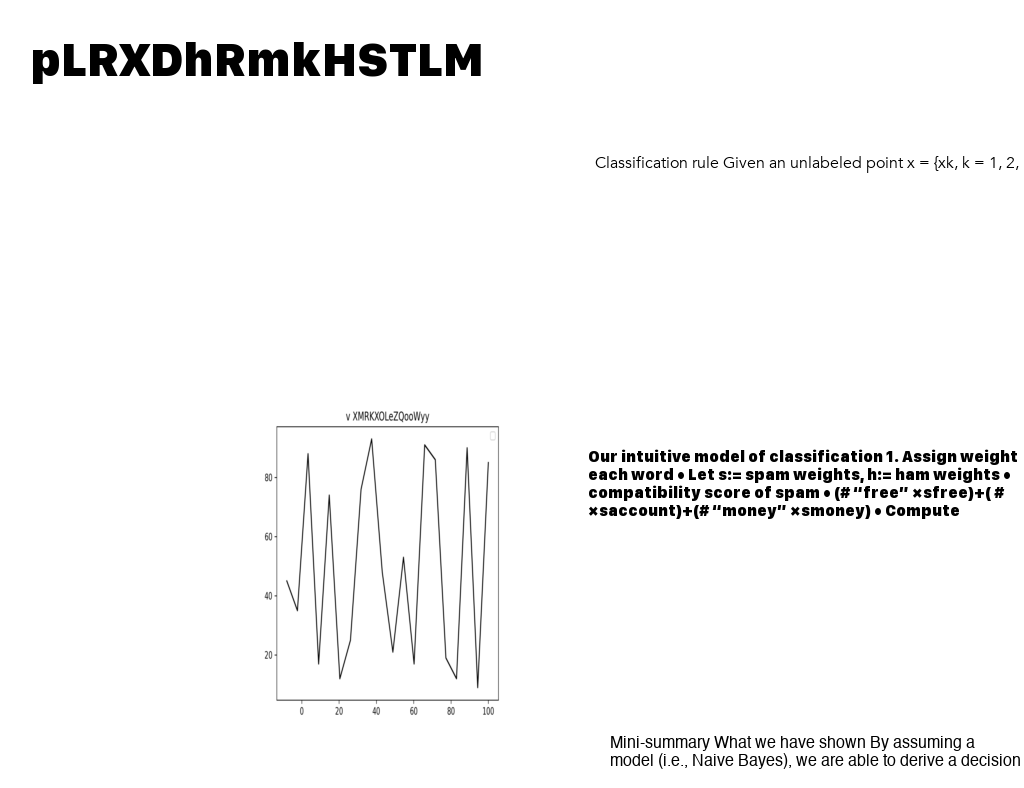 pLRXDhRmkHSTLM
Classification rule Given an unlabeled point x = {xk, k = 1, 2,
v XMRKXOLeZQooWyy
80
60
40
20
0 20 40 60 80 100
Our intuitive model of classification 1. Assign weight
each word • Let s:= spam weights, h:= ham weights •
compatibility score of spam • (# “free” ×sfree)+( #
×saccount)+(# “money” ×smoney) • Compute
Mini-summary What we have shown By assuming a
model (i.e., Naive Bayes), we are able to derive a decision